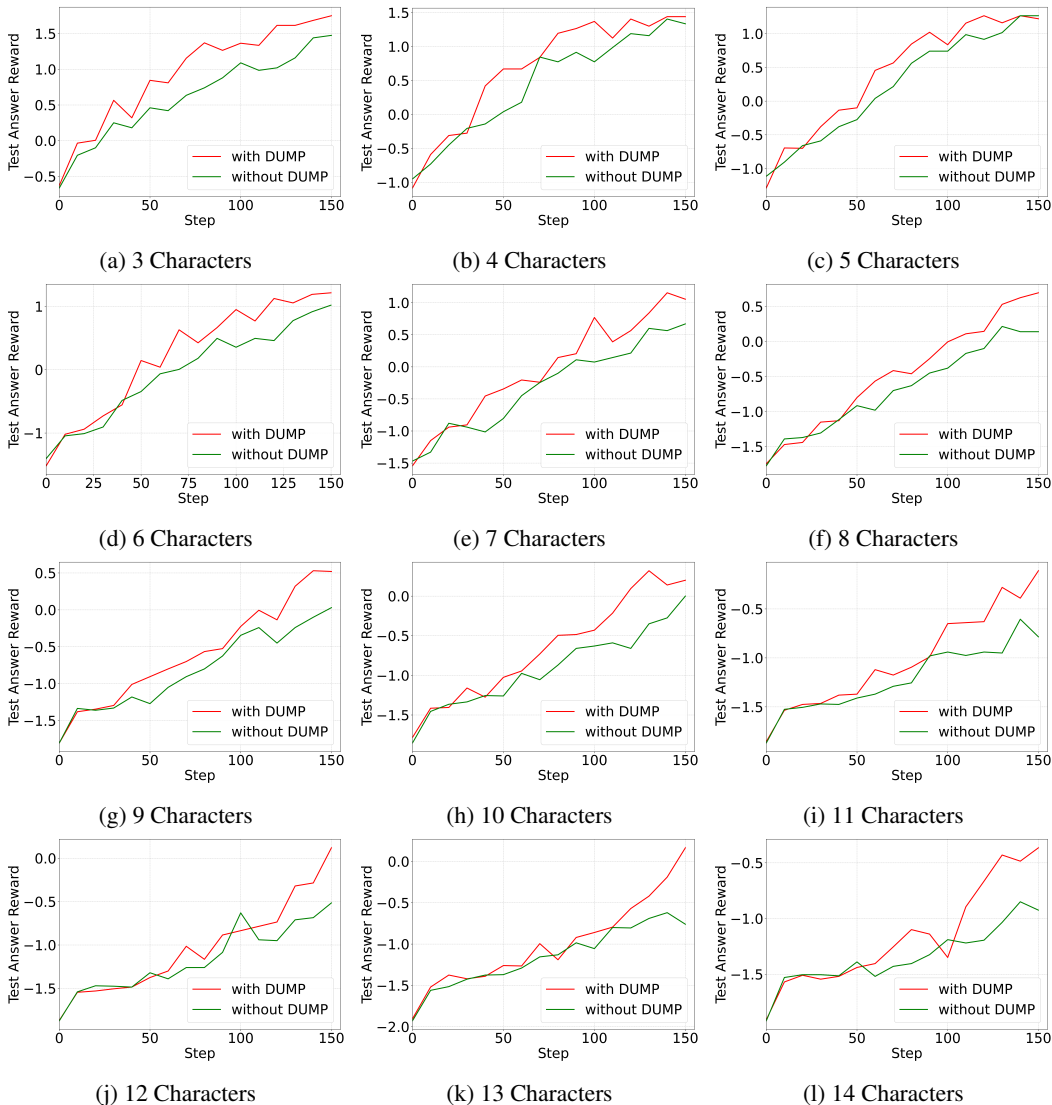 1.5
1.0
0.5
0.0
−0.5
Test Answer Reward
with DUMP
without DUMP
0 50 100 150
Step
(a) 3 Characters
1.5
1.0
0.5
0.0
−0.5
−1.0
Test Answer Reward
with DUMP
without DUMP
0 50 100 150
Step
(b) 4 Characters
1.0
0.5
0.0
−0.5
−1.0
Test Answer Reward
with DUMP
without DUMP
0 50 100 150
Step
(c) 5 Characters
1
0
−1
Test Answer Reward
with DUMP
without DUMP
0 25 50 75 100 125 150
Step
(d) 6 Characters
1.0
0.5
0.0
−0.5
−1.0
−1.5
Test Answer Reward
with DUMP
without DUMP
0 50 100 150
Step
(e) 7 Characters
0.5
0.0
−0.5
−1.0
−1.5
Test Answer Reward
with DUMP
without DUMP
0 50 100 150
Step
(f) 8 Characters
0.5
0.0
−0.5
−1.0
−1.5
Test Answer Reward
with DUMP
without DUMP
0 50 100 150
Step
(g) 9 Characters
0.0
−0.5
−1.0
−1.5
Test Answer Reward
with DUMP
without DUMP
0 50 100 150
Step
(h) 10 Characters
−0.5
−1.0
−1.5
Test Answer Reward
with DUMP
without DUMP
0 50 100 150
Step
(i) 11 Characters
0.0
−0.5
−1.0
−1.5
Test Answer Reward
with DUMP
without DUMP
0 50 100 150
Step
(j) 12 Characters
0.0
−0.5
−1.0
−1.5
−2.0
Test Answer Reward
with DUMP
without DUMP
0 50 100 150
Step
(k) 13 Characters
−0.5
−1.0
−1.5
Test Answer Reward
with DUMP
without DUMP
0 50 100 150
Step
(l) 14 Characters